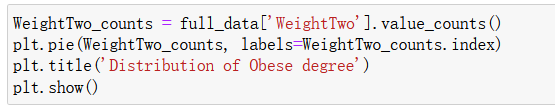 WeightTwo_counts = full_data['WeightTwo'].value_counts()
plt.pie(WeightTwo_counts, labels=WeightTwo_counts.index)
plt.title('Distribution of Obese degree')
plt.show()